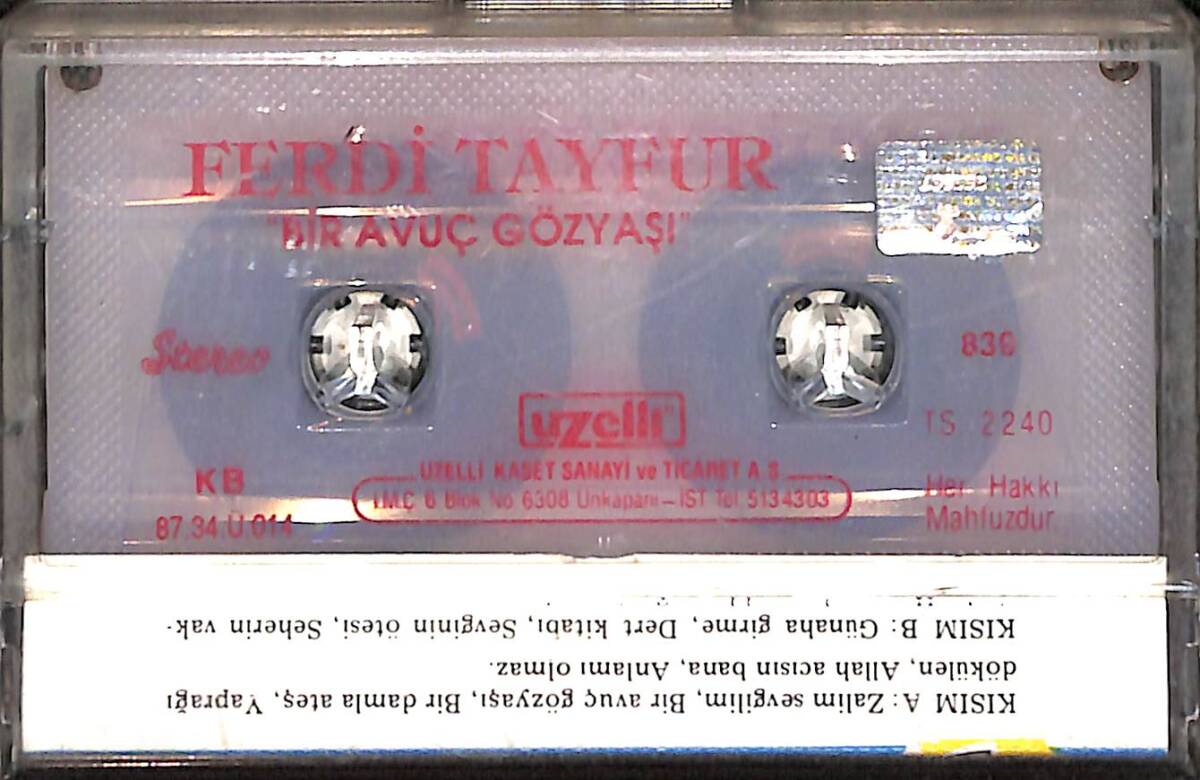 FERDİ TAYFUR
"BİR AVUÇ GÖZYAŞI"
Stereo
839
uzelli
TS 2240
UZELLİ KASET SANAYİ ve TİCARET A.Ş.
İ.M.Ç 6 Blok No 6308 Unkapanı-İST Tel 5134303
KB
87.34.Ü.014
Her Hakkı
Mahfuzdur
KISIM A: Zalim sevgilim, Bir avuç gözyaşı, Bir damla ateş, Yaprağı
dökülen, Allah acısın bana, Anlamı olmaz.
KISIM B: Günaha girme, Dert kitabı, Sevginin ötesi, Seherin vak-